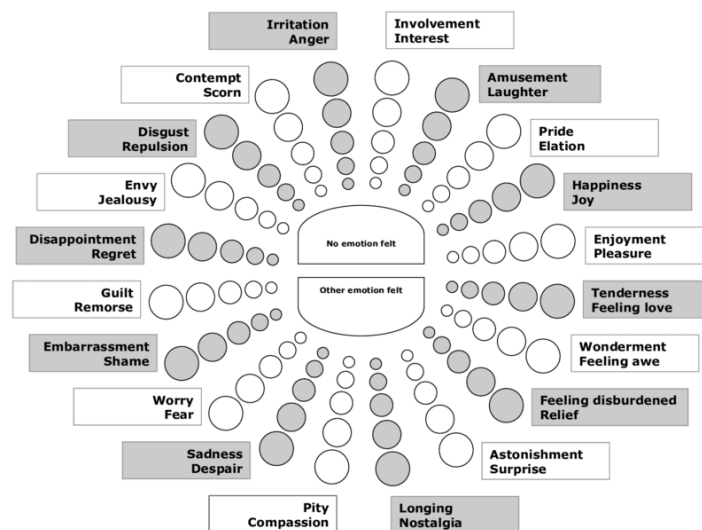 Irritation
Anger
Involvement
Interest
Contempt
Scorn
Amusement
Laughter
Disgust
Repulsion
Pride
Elation
Envy
Jealousy
Happiness
Joy
Disappointment
Regret
No emotion felt
Enjoyment
Pleasure
Guilt
Remorse
Other emotion felt
Tenderness
Feeling love
Embarrassment
Shame
Wonderment
Feeling awe
Worry
Fear
Feeling disburdened
Relief
Sadness
Despair
Astonishment
Surprise
Pity
Compassion
Longing
Nostalgia